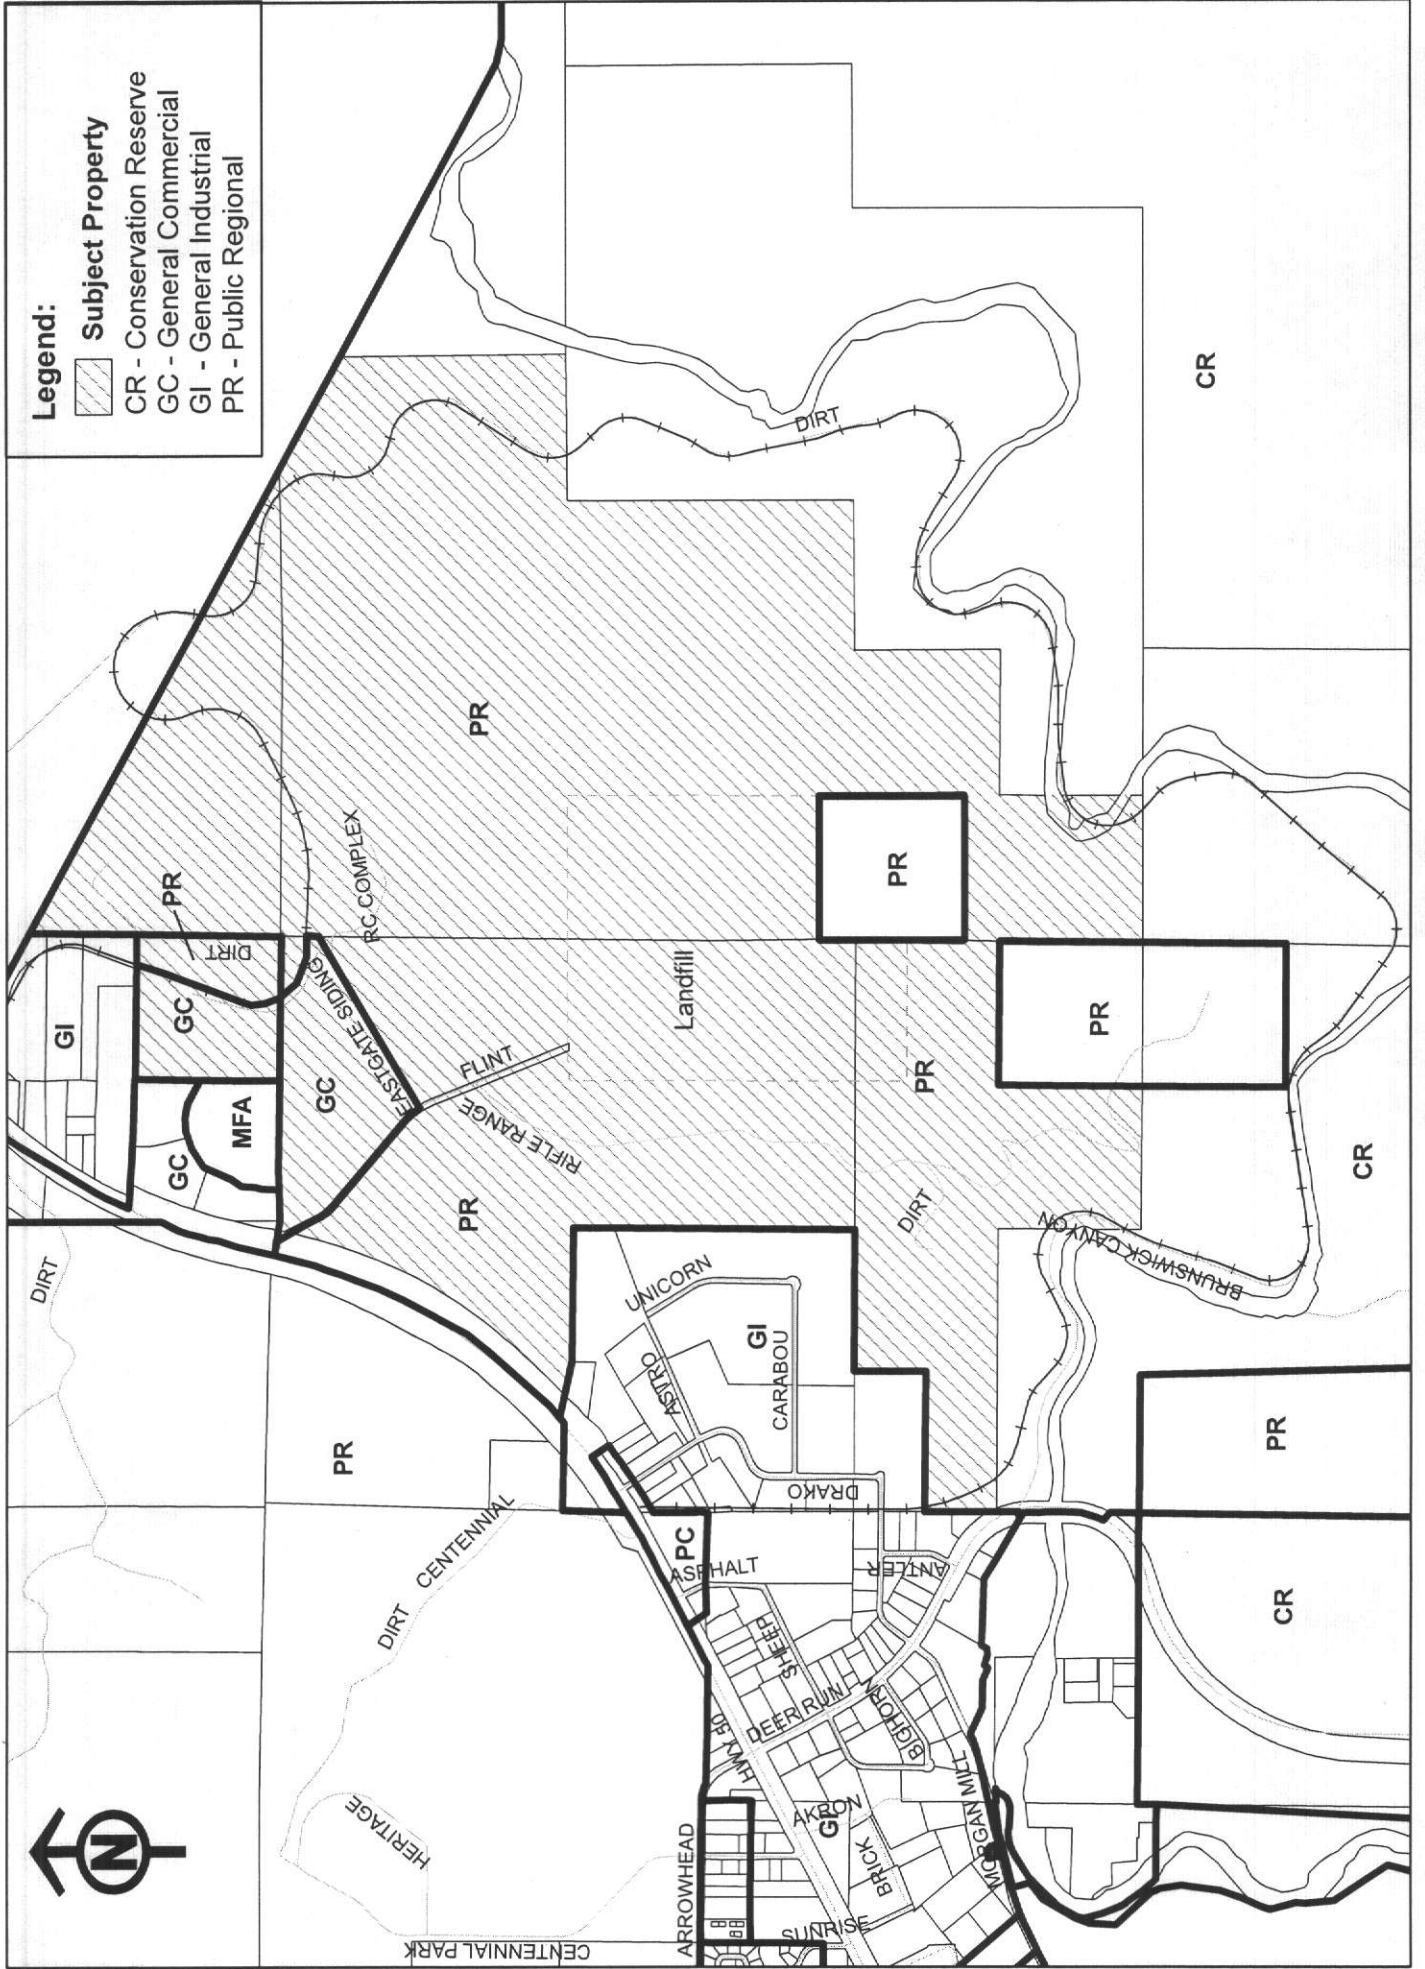 Legend:
Subject Property
CR - Conservation Reserve
GC - General Commercial
GI - General Industrial
PR - Public Regional
N
GI
GC
PR
DIRT
GC
MFA
GC
EASTGATE SIDING
RC COMPLEX
PR
DIRT
PR
PR
FLINT
RIFLE RANGE
Landfill
PR
DIRT
CR
PR
DIRT
PR
CR
BRUNSWICK CANYON
UNICORN
ASTRO
GI
CARABOU
DRAKO
PR
CR
PC
ASPHALT
ANTLER
SHEEP
DEER RUN
BIGHORN
HWY 50
AKRON
BRICK
MORGAN MILL
SUNRISE
ARROWHEAD
CENTENNIAL
DIRT
HERITAGE
CENTENNIAL PARK